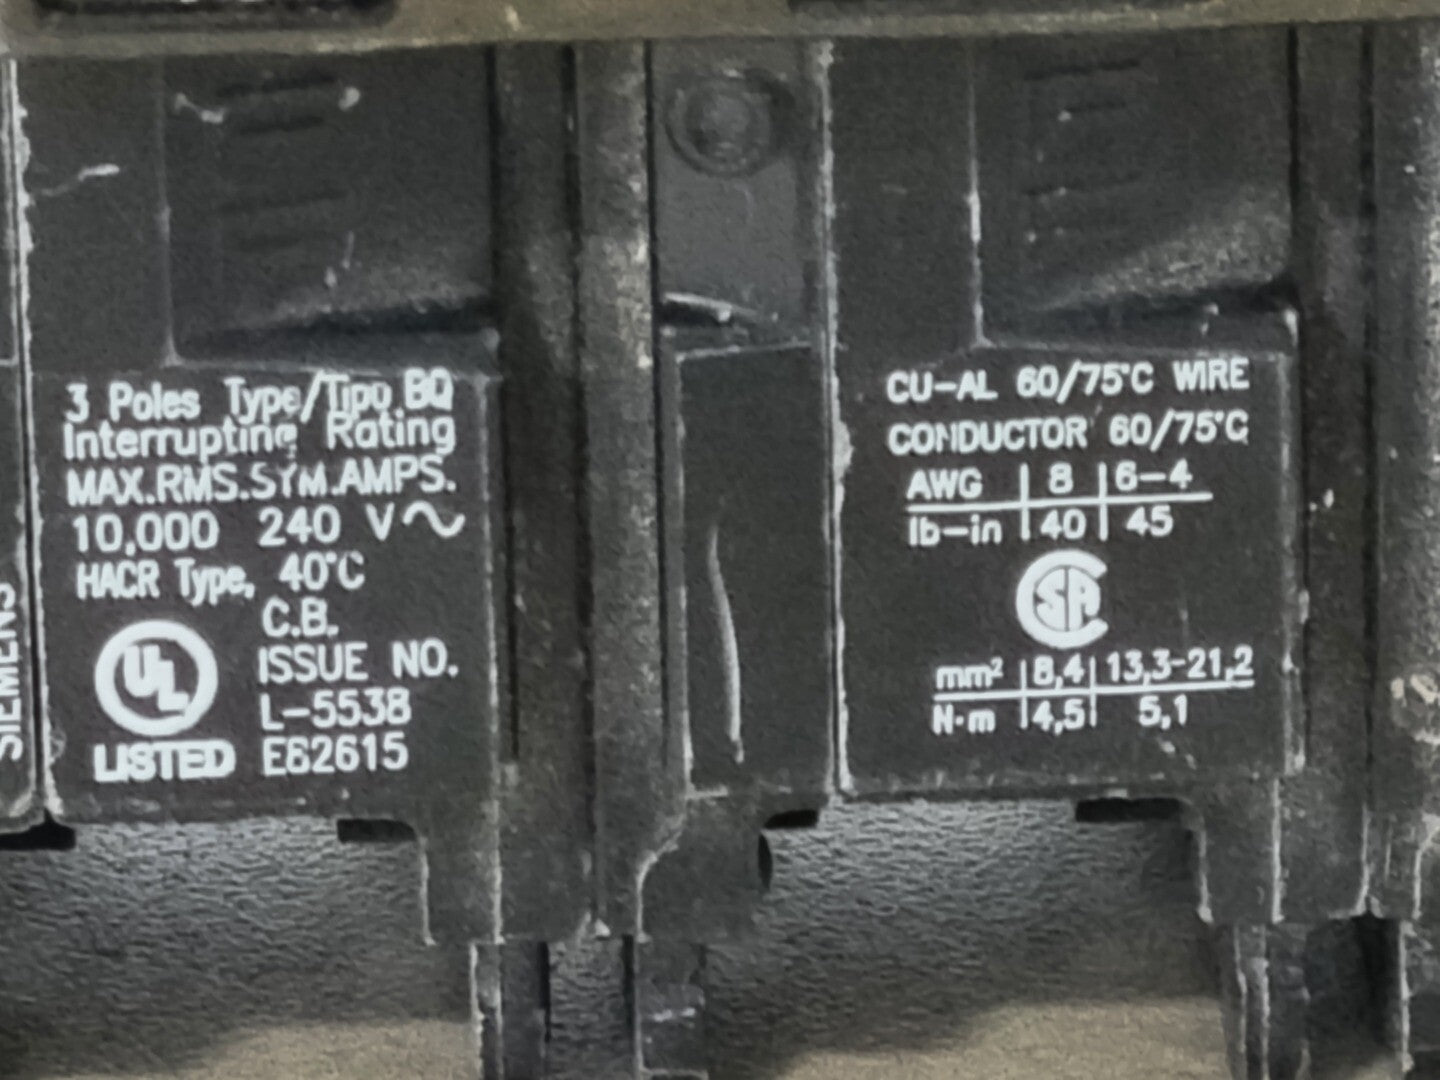 SIEMENS
3 Poles Type/Tipo BQ
Interrupting Rating
MAX.RMS.SYM.AMPS.
10,000 240 V~
HACR Type, 40°C
C.B.
ISSUE NO.
L-5538
E62615
UL
LISTED
CU-AL 60/75°C WIRE
CONDUCTOR 60/75°C
AWG | 8 | 6-4
lb-in | 40 | 45
SA
mm² | 8,4 | 13,3-21,2
N·m | 4,5 | 5,1